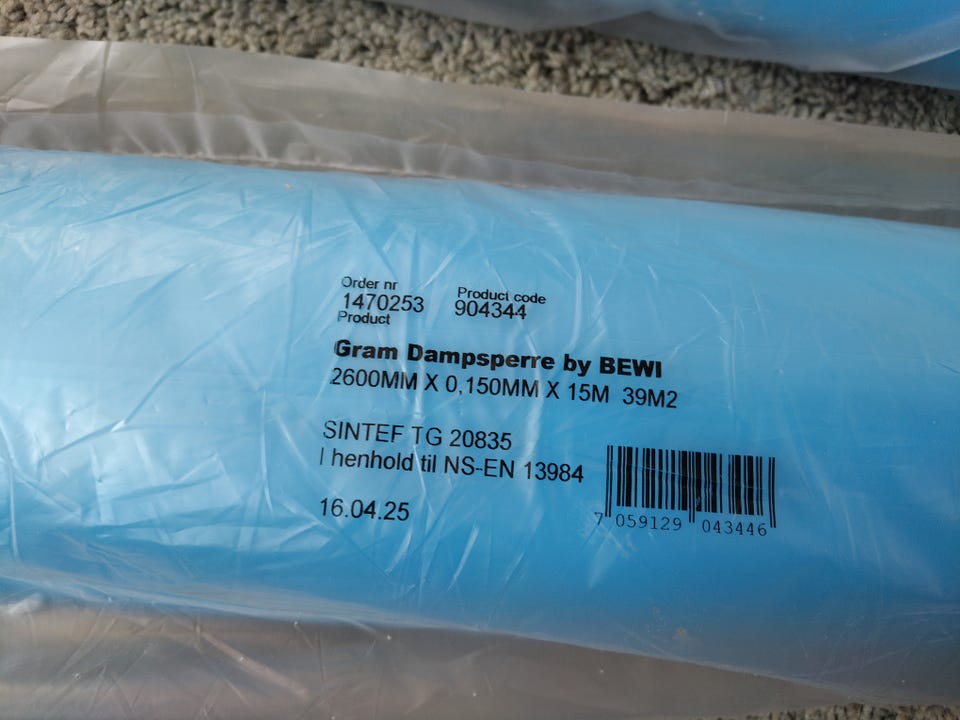 Order nr
1470253
Product code
904344
Product
Gram Dampsperre by BEWI
2600MM X 0,150MM X 15M 39M2
SINTEF TG 20835
I henhold til NS-EN 13984
16.04.25
7 059129 043446